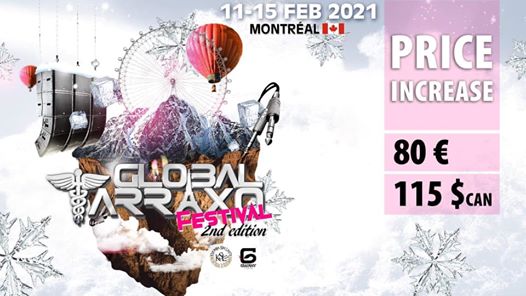 11-15 FEB 2021
MONTRÉAL
PRICE
INCREASE
80 €
115 $CAN
GLOBAL
TARRAXO
FESTIVAL
2nd edition